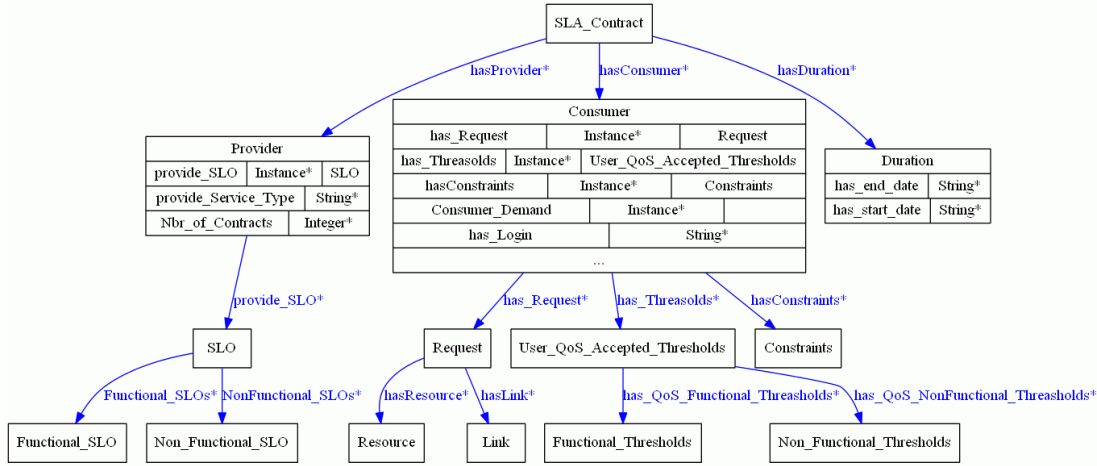 SLA_Contract
hasProvider* hasConsumer* hasDuration*
Provider
provide_SLO Instance* SLO
provide_Service_Type String*
Nbr_of_Contracts Integer*
Consumer
has_Request Instance* Request
has_Threasolds Instance* User_QoS_Accepted_Thresholds
hasConstraints Instance* Constraints
Consumer_Demand Instance*
has_Login String*
...
Duration
has_end_date String*
has_start_date String*
provide_SLO* has_Request* has_Threasolds* hasConstraints*
SLO Request User_QoS_Accepted_Thresholds Constraints
Functional_SLOs* NonFunctional_SLOs* hasResource* hasLink* has_QoS_Functional_Thresholds* has_QoS_NonFunctional_Threasholds*
Functional_SLO Non_Functional_SLO Resource Link Functional_Thresholds Non_Functional_Thresholds